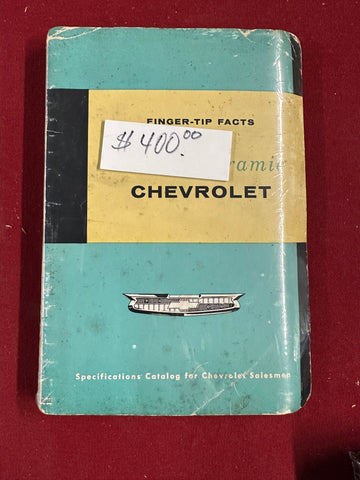 FINGER-TIP FACTS
$400.00
CHEVROLET
Specifications Catalog for Chevrolet Salesmen